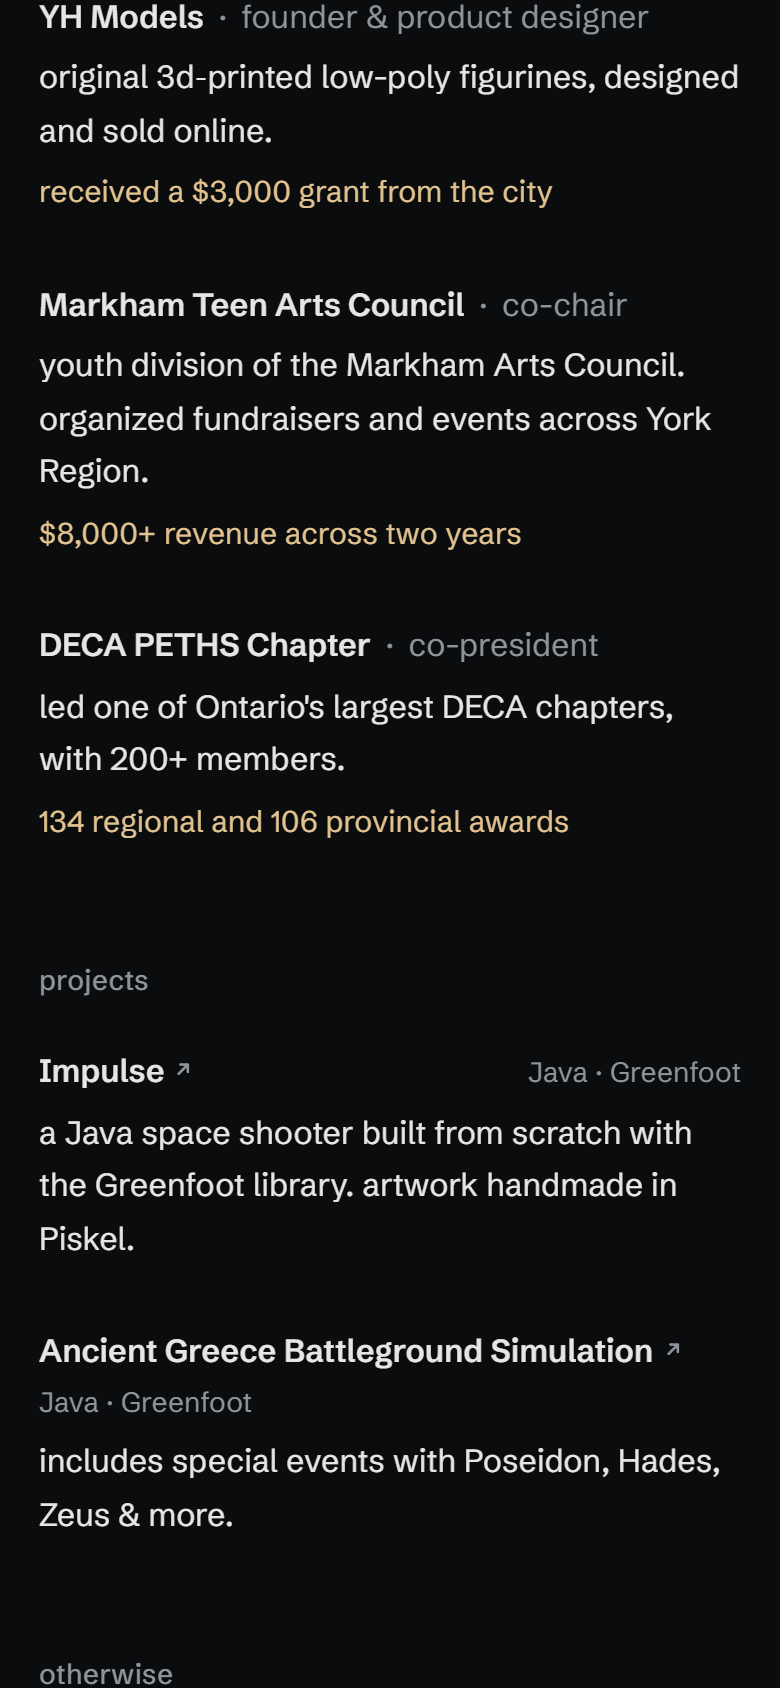 YH Models · founder & product designer
original 3d-printed low-poly figurines, designed
and sold online.
received a $3,000 grant from the city
Markham Teen Arts Council · co-chair
youth division of the Markham Arts Council.
organized fundraisers and events across York
Region.
$8,000+ revenue across two years
DECA PETHS Chapter · co-president
led one of Ontario's largest DECA chapters,
with 200+ members.
134 regional and 106 provincial awards
projects
Impulse ↗ Java · Greenfoot
a Java space shooter built from scratch with
the Greenfoot library. artwork handmade in
Piskel.
Ancient Greece Battleground Simulation ↗
Java · Greenfoot
includes special events with Poseidon, Hades,
Zeus & more.
otherwise